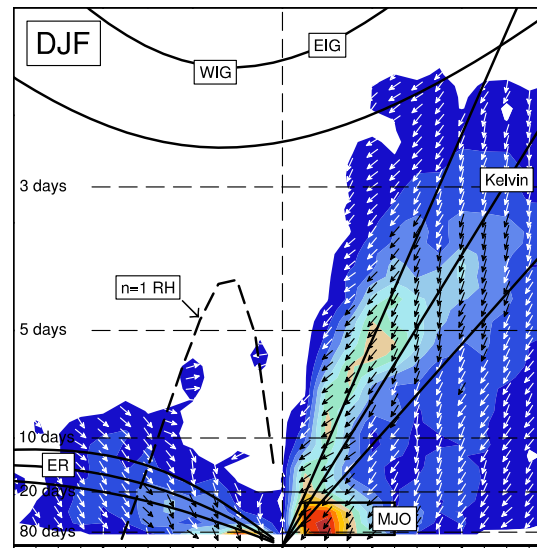 DJF
EIG
WIG
3 days
Kelvin
n=1 RH
5 days
10 days
ER
20 days
MJO
80 days